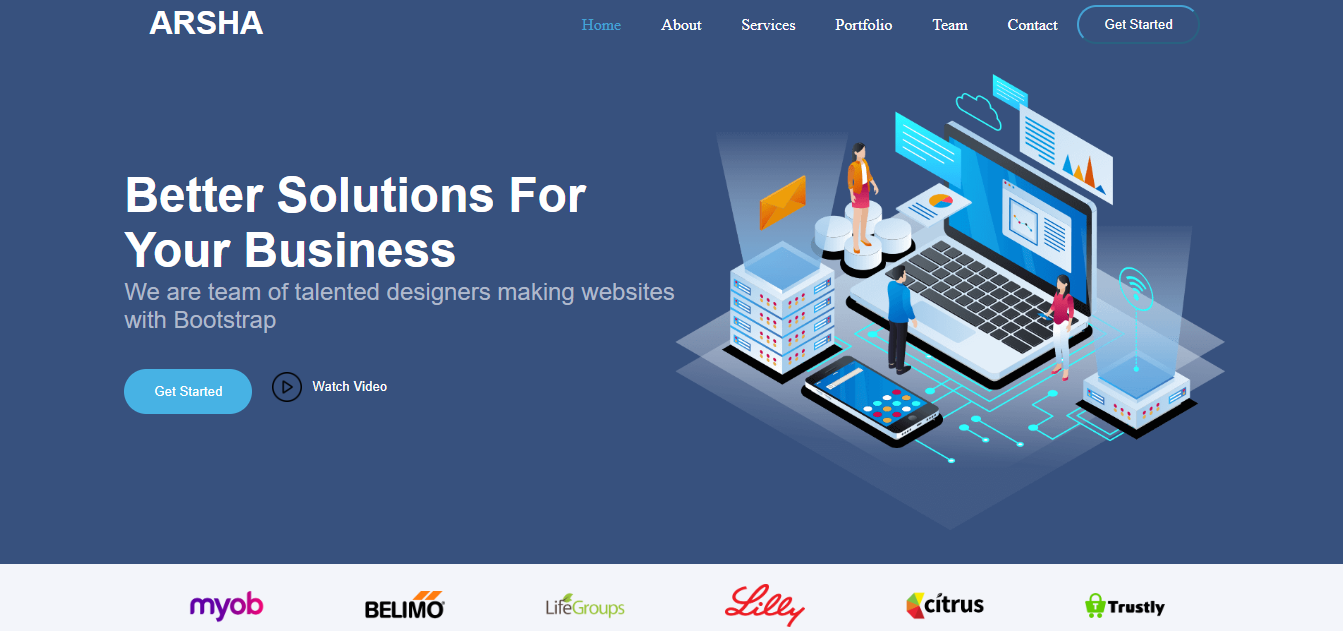 ARSHA
Home About Services Portfolio Team Contact Get Started
Better Solutions For
Your Business
We are team of talented designers making websites
with Bootstrap
Get Started Watch Video
myob BELIMO LifeGroups Lilly cítrus Trustly